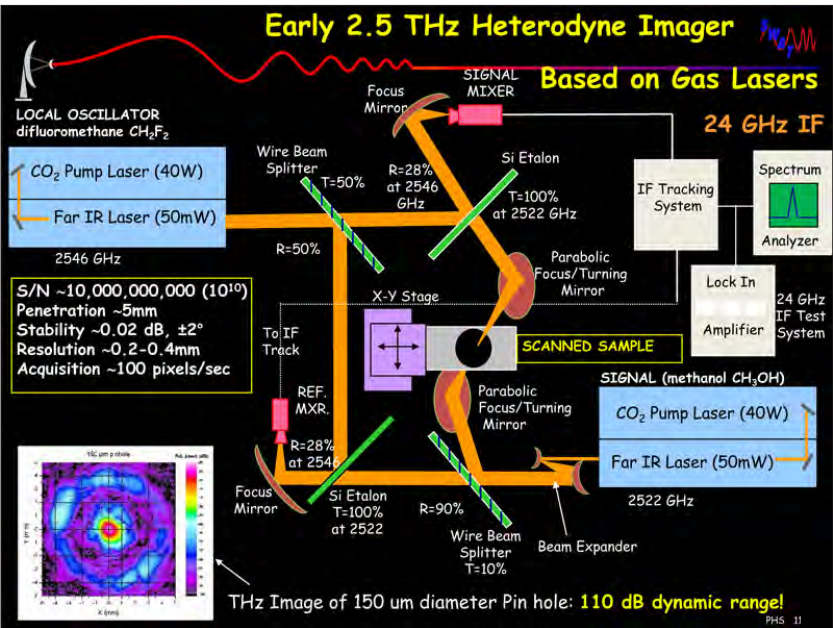 Early 2.5 THz Heterodyne Imager
Based on Gas Lasers
24 GHz IF
LOCAL OSCILLATOR
difluoromethane CH₂F₂
CO₂ Pump Laser (40W)
Far IR Laser (50mW)
2546 GHz
Wire Beam
Splitter
T=50%
R=50%
Focus
Mirror
SIGNAL
MIXER
R=28%
at 2546
GHz
Si Etalon
T=100%
at 2522 GHz
IF Tracking
System
Spectrum
Analyzer
Lock In
Amplifier
24 GHz
IF Test
System
Parabolic
Focus/Turning
Mirror
S/N ~10,000,000,000 (10¹⁰)
Penetration ~5mm
Stability ~0.02 dB, ±2°
Resolution ~0.2-0.4mm
Acquisition ~100 pixels/sec
X-Y Stage
To IF
Track
SCANNED SAMPLE
SIGNAL (methanol CH₃OH)
CO₂ Pump Laser (40W)
Far IR Laser (50mW)
2522 GHz
REF.
MXR.
R=28%
at 2546
Parabolic
Focus/Turning
Mirror
Focus
Mirror
Si Etalon
T=100%
at 2522
R=90%
Wire Beam
Splitter
T=10%
Beam Expander
150 um pinhole
X (mm)
THz Image of 150 um diameter Pin hole: 110 dB dynamic range!
PHS 11